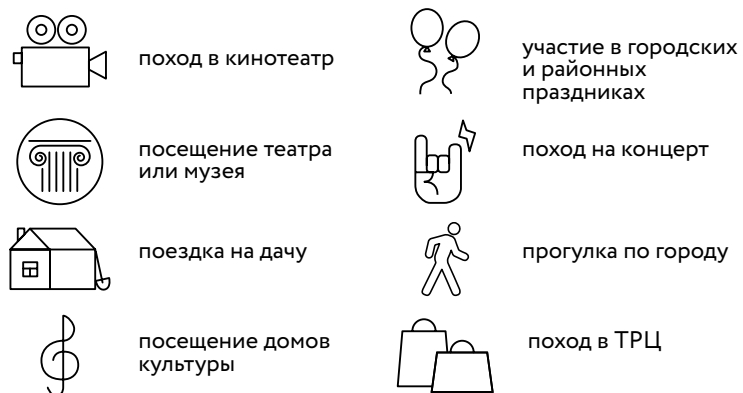 поход в кинотеатр
участие в городских
и районных
праздниках
посещение театра
или музея
поход на концерт
поездка на дачу
прогулка по городу
посещение домов
культуры
поход в ТРЦ